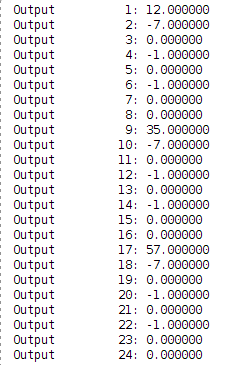 Output 1: 12.000000
Output 2: -7.000000
Output 3: 0.000000
Output 4: -1.000000
Output 5: 0.000000
Output 6: -1.000000
Output 7: 0.000000
Output 8: 0.000000
Output 9: 35.000000
Output 10: -7.000000
Output 11: 0.000000
Output 12: -1.000000
Output 13: 0.000000
Output 14: -1.000000
Output 15: 0.000000
Output 16: 0.000000
Output 17: 57.000000
Output 18: -7.000000
Output 19: 0.000000
Output 20: -1.000000
Output 21: 0.000000
Output 22: -1.000000
Output 23: 0.000000
Output 24: 0.000000